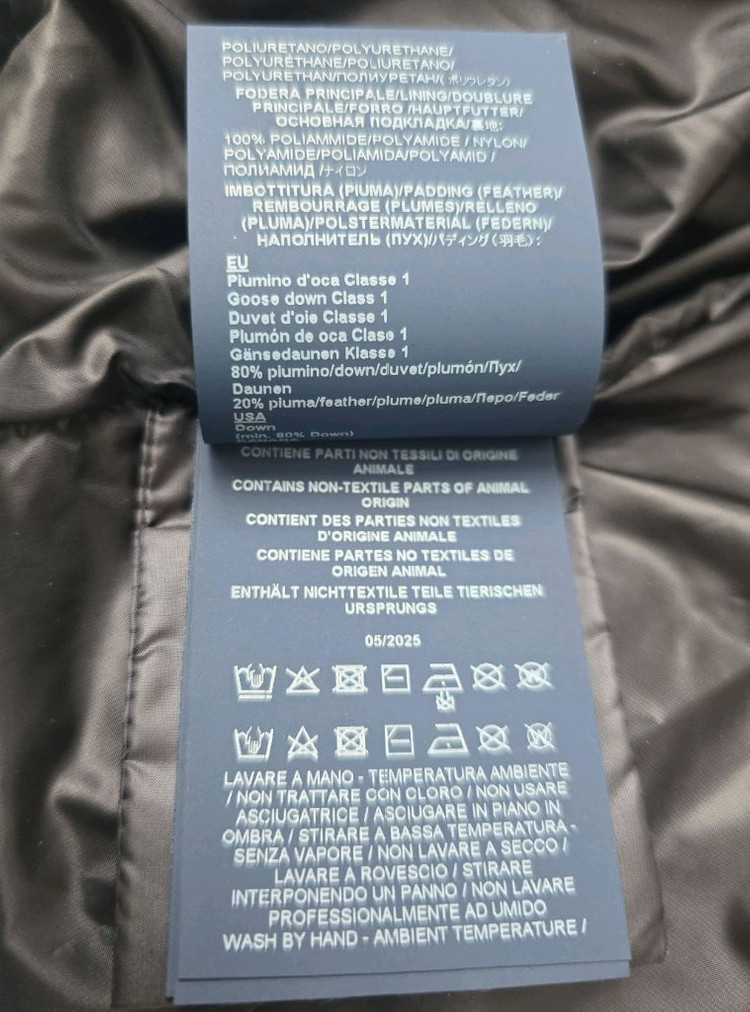 POLIURETANO/POLYURETHANE/
POLYURÉTHANE/POLIURETANO/
POLYURETHAN/ПОЛИУРЕТАН/(ポリウレタン)
FODERA PRINCIPALE/LINING/DOUBLURE
PRINCIPALE/FORRO /HAUPTFUTTER/
ОСНОВНАЯ ПОДКЛАДКА/裏地:
100% POLIAMMIDE/POLYAMIDE / NYLON/
POLYAMIDE/POLIAMIDA/POLYAMID /
ПОЛИАМИД /ナイロン
IMBOTTITURA (PIUMA)/PADDING (FEATHER)/
REMBOURRAGE (PLUMES)/RELLENO
(PLUMA)/POLSTERMATERIAL (FEDERN)/
НАПОЛНИТЕЛЬ (ПУХ)/パディング(羽毛):
EU
Piumino d'oca Classe 1
Goose down Class 1
Duvet d'oie Classe 1
Plumón de oca Clase 1
Gänsedaunen Klasse 1
80% piumino/down/duvet/plumón/Пух/
Daunen
20% piuma/feather/plume/pluma/Перо/Feder
USA
Down
(min. 80% Down)
CONTIENE PARTI NON TESSILI DI ORIGINE
ANIMALE
CONTAINS NON-TEXTILE PARTS OF ANIMAL
ORIGIN
CONTIENT DES PARTIES NON TEXTILES
D'ORIGINE ANIMALE
CONTIENE PARTES NO TEXTILES DE
ORIGEN ANIMAL
ENTHÄLT NICHTTEXTILE TEILE TIERISCHEN
URSPRUNGS
05/2025
W
W
LAVARE A MANO - TEMPERATURA AMBIENTE
/ NON TRATTARE CON CLORO / NON USARE
ASCIUGATRICE / ASCIUGARE IN PIANO IN
OMBRA / STIRARE A BASSA TEMPERATURA -
SENZA VAPORE / NON LAVARE A SECCO /
LAVARE A ROVESCIO / STIRARE
INTERPONENDO UN PANNO / NON LAVARE
PROFESSIONALMENTE AD UMIDO
WASH BY HAND - AMBIENT TEMPERATURE /